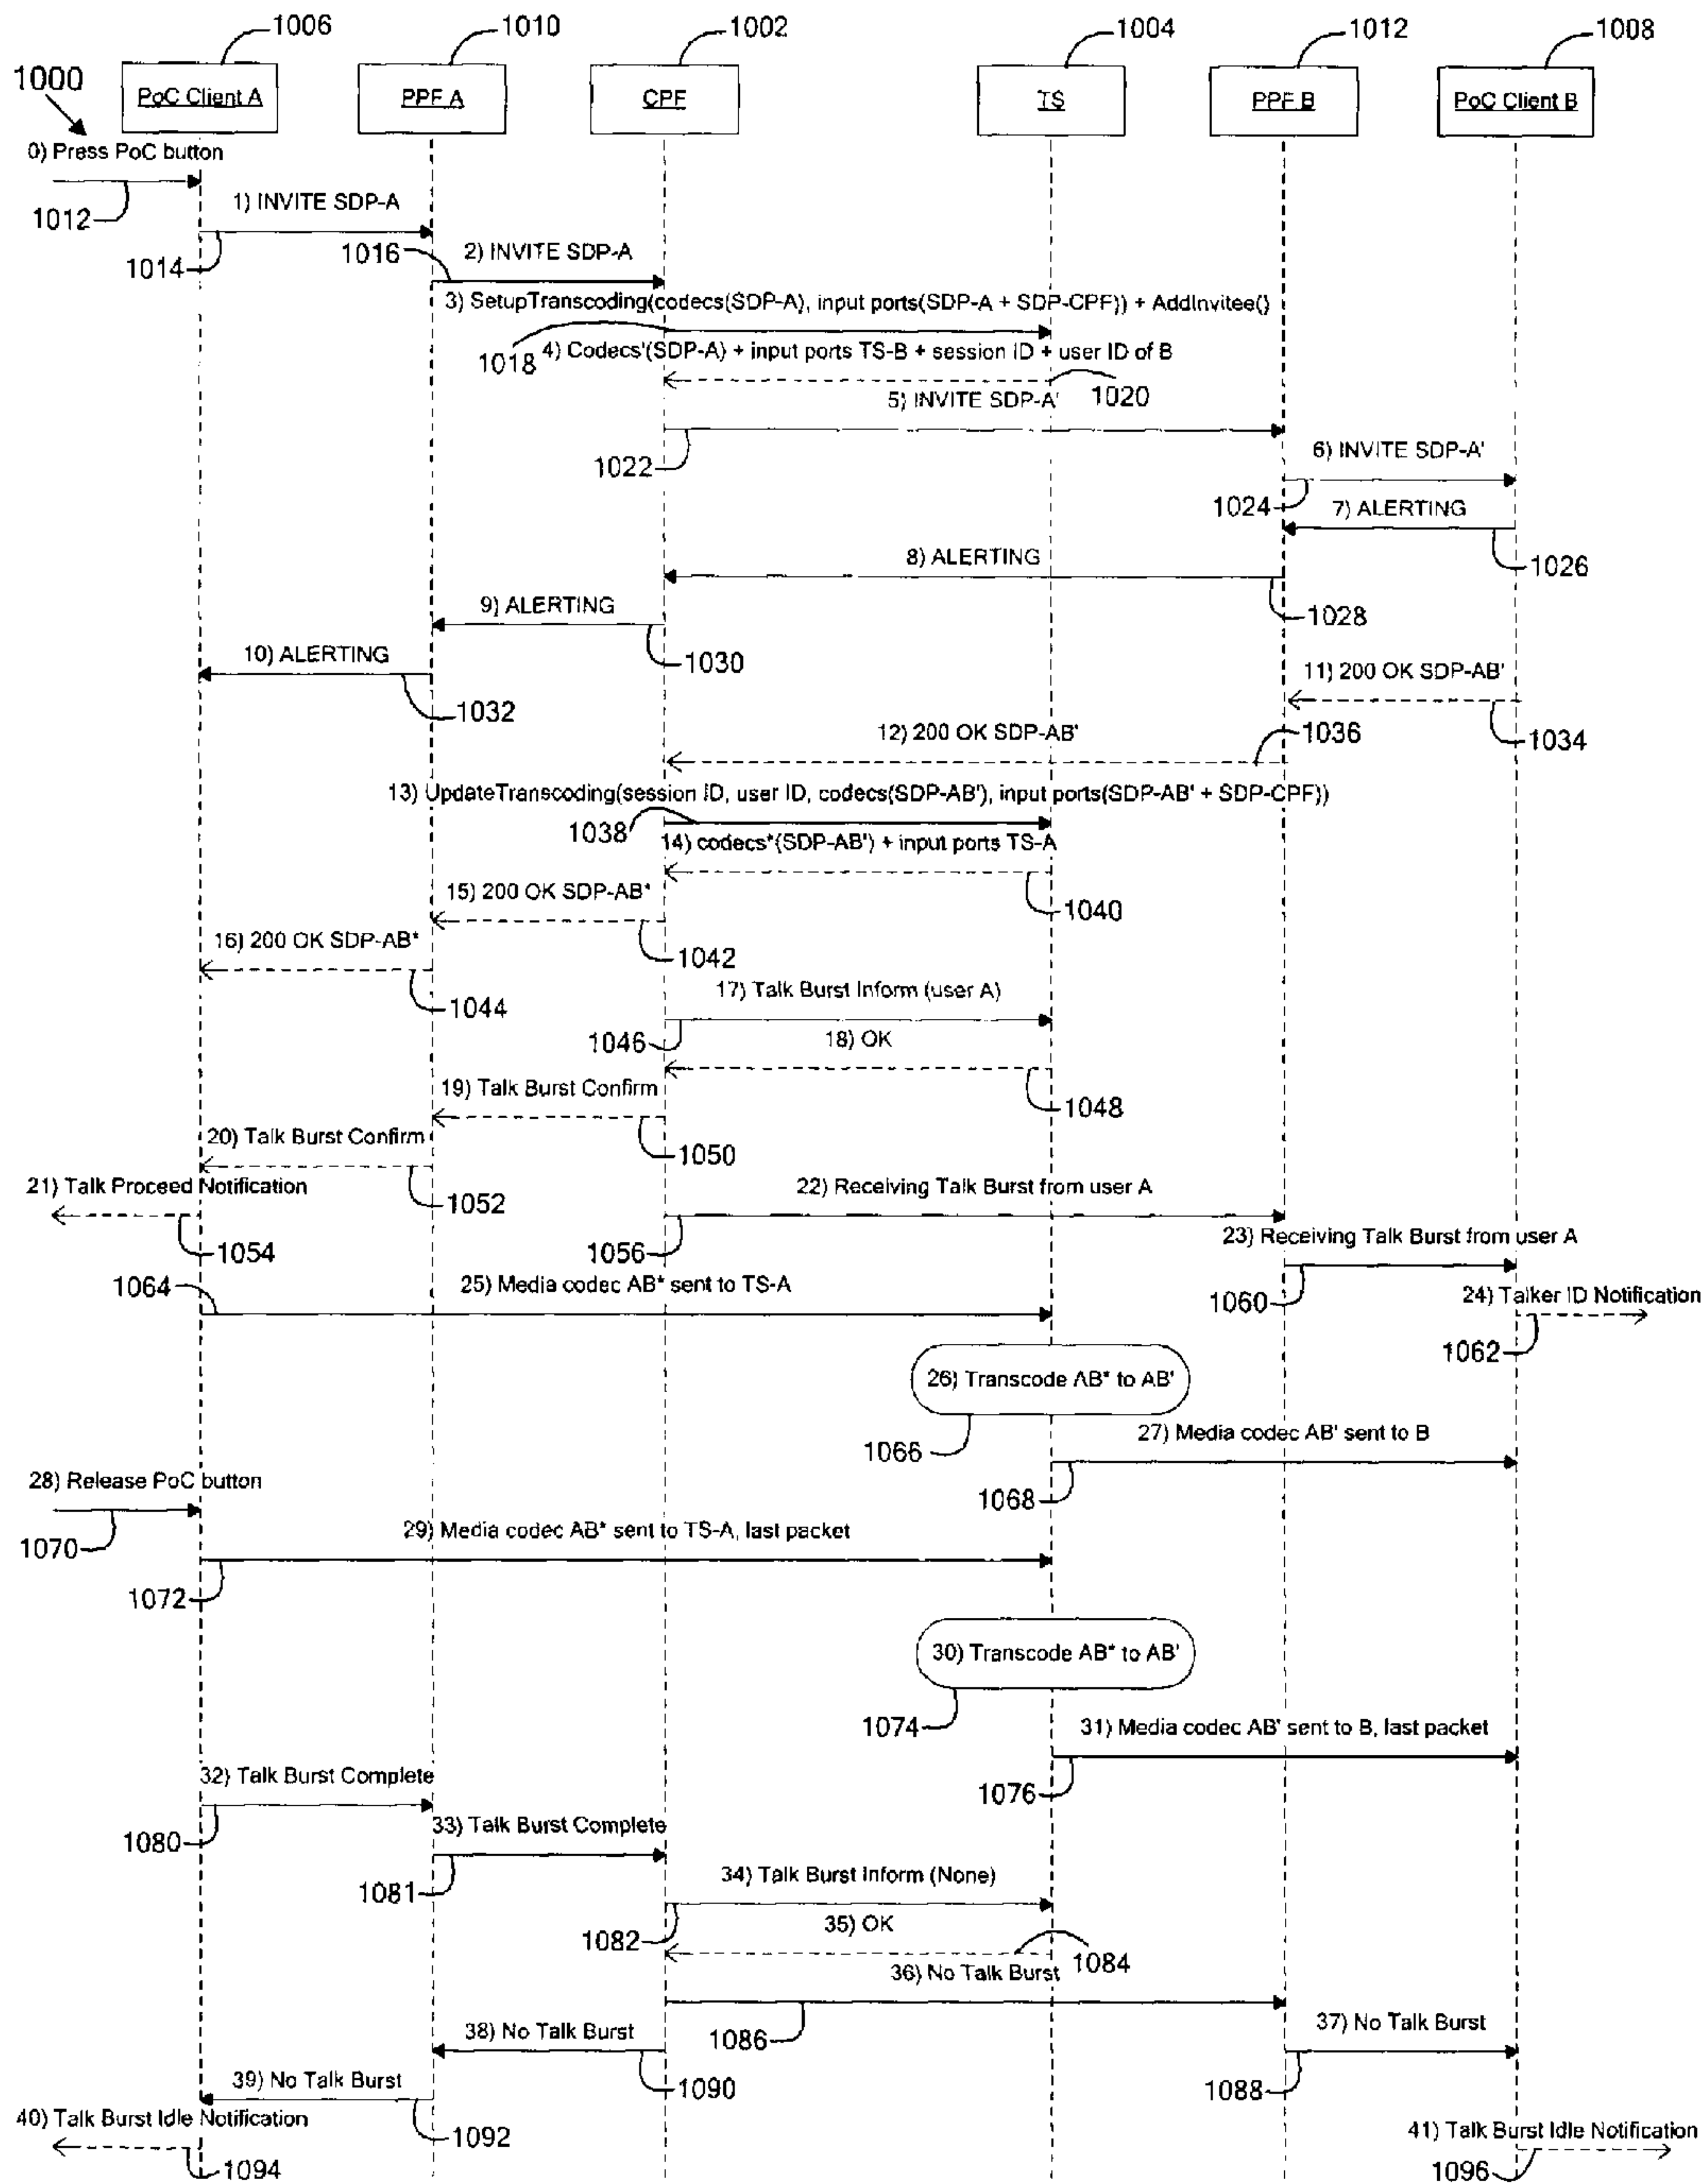 1006
1010
1002
1004
1012
1008
1000
PoC Client A
PPF A
CPF
TS
PPF B
PoC Client B
0) Press PoC button
1012
1) INVITE SDP-A
1014
1016
2) INVITE SDP-A
3) SetupTranscoding(codecs(SDP-A), input ports(SDP-A + SDP-CPF)) + AddInvitee()
1018
4) Codecs'(SDP-A) + input ports TS-B + session ID + user ID of B
1020
5) INVITE SDP-A'
1022
6) INVITE SDP-A'
1024
7) ALERTING
1026
8) ALERTING
1028
9) ALERTING
1030
10) ALERTING
1032
11) 200 OK SDP-AB'
1034
12) 200 OK SDP-AB'
1036
13) UpdateTranscoding(session ID, user ID, codecs(SDP-AB'), input ports(SDP-AB' + SDP-CPF))
1038
14) codecs*(SDP-AB') + input ports TS-A
1040
15) 200 OK SDP-AB*
1042
16) 200 OK SDP-AB*
1044
17) Talk Burst Inform (user A)
1046
18) OK
1048
19) Talk Burst Confirm
1050
20) Talk Burst Confirm
1052
21) Talk Proceed Notification
1054
22) Receiving Talk Burst from user A
1056
23) Receiving Talk Burst from user A
1060
24) Talker ID Notification
1062
1064
25) Media codec AB* sent to TS-A
26) Transcode AB* to AB'
1066
27) Media codec AB' sent to B
1068
28) Release PoC button
1070
29) Media codec AB* sent to TS-A, last packet
1072
30) Transcode AB* to AB'
1074
31) Media codec AB' sent to B, last packet
1076
32) Talk Burst Complete
1080
33) Talk Burst Complete
1081
34) Talk Burst Inform (None)
1082
35) OK
1084
36) No Talk Burst
1086
37) No Talk Burst
1088
38) No Talk Burst
1090
39) No Talk Burst
1092
40) Talk Burst Idle Notification
1094
41) Talk Burst Idle Notification
1096